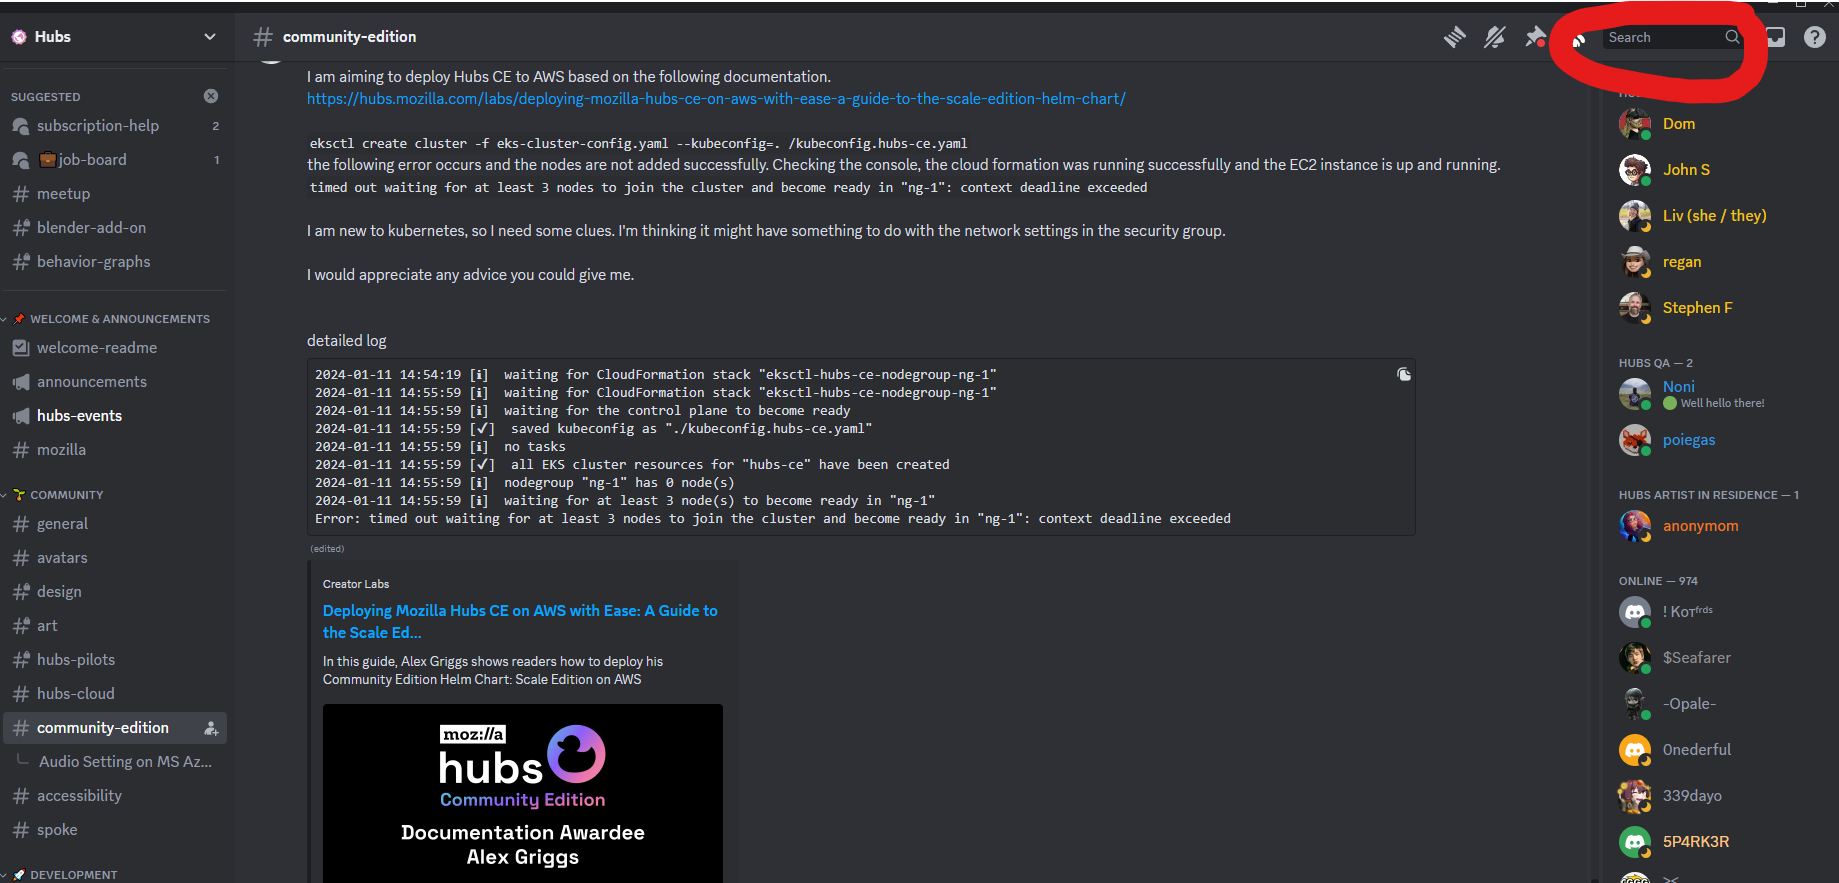 Hubs
community-edition
Search
SUGGESTED
subscription-help
2
job-board
1
meetup
blender-add-on
behavior-graphs
WELCOME & ANNOUNCEMENTS
welcome-readme
announcements
hubs-events
mozilla
COMMUNITY
general
avatars
design
art
hubs-pilots
hubs-cloud
community-edition
Audio Setting on MS Az...
accessibility
spoke
DEVELOPMENT
I am aiming to deploy Hubs CE to AWS based on the following documentation.
https://hubs.mozilla.com/labs/deploying-mozilla-hubs-ce-on-aws-with-ease-a-guide-to-the-scale-edition-helm-chart/
eksctl create cluster -f eks-cluster-config.yaml --kubeconfig=. /kubeconfig.hubs-ce.yaml
the following error occurs and the nodes are not added successfully. Checking the console, the cloud formation was running successfully and the EC2 instance is up and running.
timed out waiting for at least 3 nodes to join the cluster and become ready in "ng-1": context deadline exceeded
I am new to kubernetes, so I need some clues. I'm thinking it might have something to do with the network settings in the security group.
I would appreciate any advice you could give me.
detailed log
2024-01-11 14:54:19 [ℹ] waiting for CloudFormation stack "eksctl-hubs-ce-nodegroup-ng-1"
2024-01-11 14:55:59 [ℹ] waiting for CloudFormation stack "eksctl-hubs-ce-nodegroup-ng-1"
2024-01-11 14:55:59 [ℹ] waiting for the control plane to become ready
2024-01-11 14:55:59 [✔] saved kubeconfig as "./kubeconfig.hubs-ce.yaml"
2024-01-11 14:55:59 [ℹ] no tasks
2024-01-11 14:55:59 [✔] all EKS cluster resources for "hubs-ce" have been created
2024-01-11 14:55:59 [ℹ] nodegroup "ng-1" has 0 node(s)
2024-01-11 14:55:59 [ℹ] waiting for at least 3 node(s) to become ready in "ng-1"
Error: timed out waiting for at least 3 nodes to join the cluster and become ready in "ng-1": context deadline exceeded
(edited)
Creator Labs
Deploying Mozilla Hubs CE on AWS with Ease: A Guide to
the Scale Ed...
In this guide, Alex Griggs shows readers how to deploy his
Community Edition Helm Chart: Scale Edition on AWS
moz://a
hubs
Community Edition
Documentation Awardee
Alex Griggs
Dom
John S
Liv (she / they)
regan
Stephen F
HUBS QA — 2
Noni
Well hello there!
poiegas
HUBS ARTIST IN RESIDENCE — 1
anonymom
ONLINE — 974
! Кот frds
$Seafarer
-Opale-
0nederful
339dayo
5P4RK3R